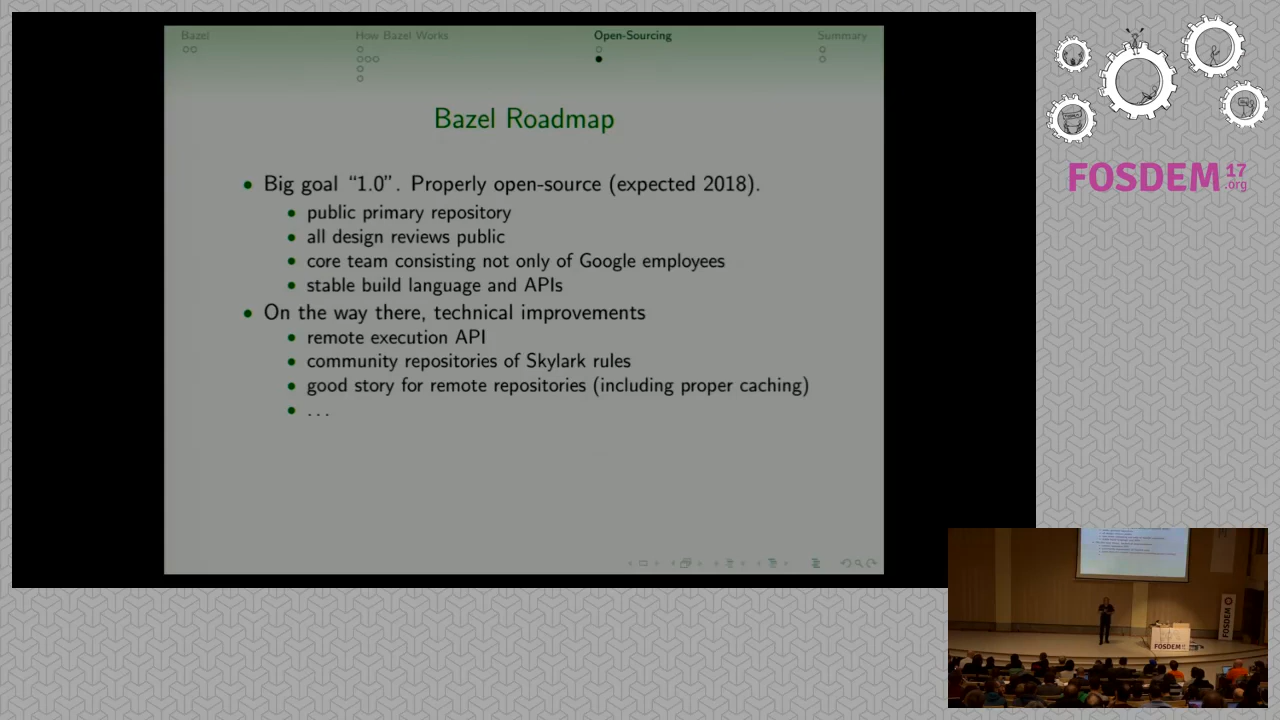 Bazel
How Bazel Works
Open-Sourcing
Summary
Bazel Roadmap
• Big goal “1.0”. Properly open-source (expected 2018).
• public primary repository
• all design reviews public
• core team consisting not only of Google employees
• stable build language and APIs
• On the way there, technical improvements
• remote execution API
• community repositories of Skylark rules
• good story for remote repositories (including proper caching)
• . . .
FOSDEM 17
.org
FOSDEM
FOSDEM